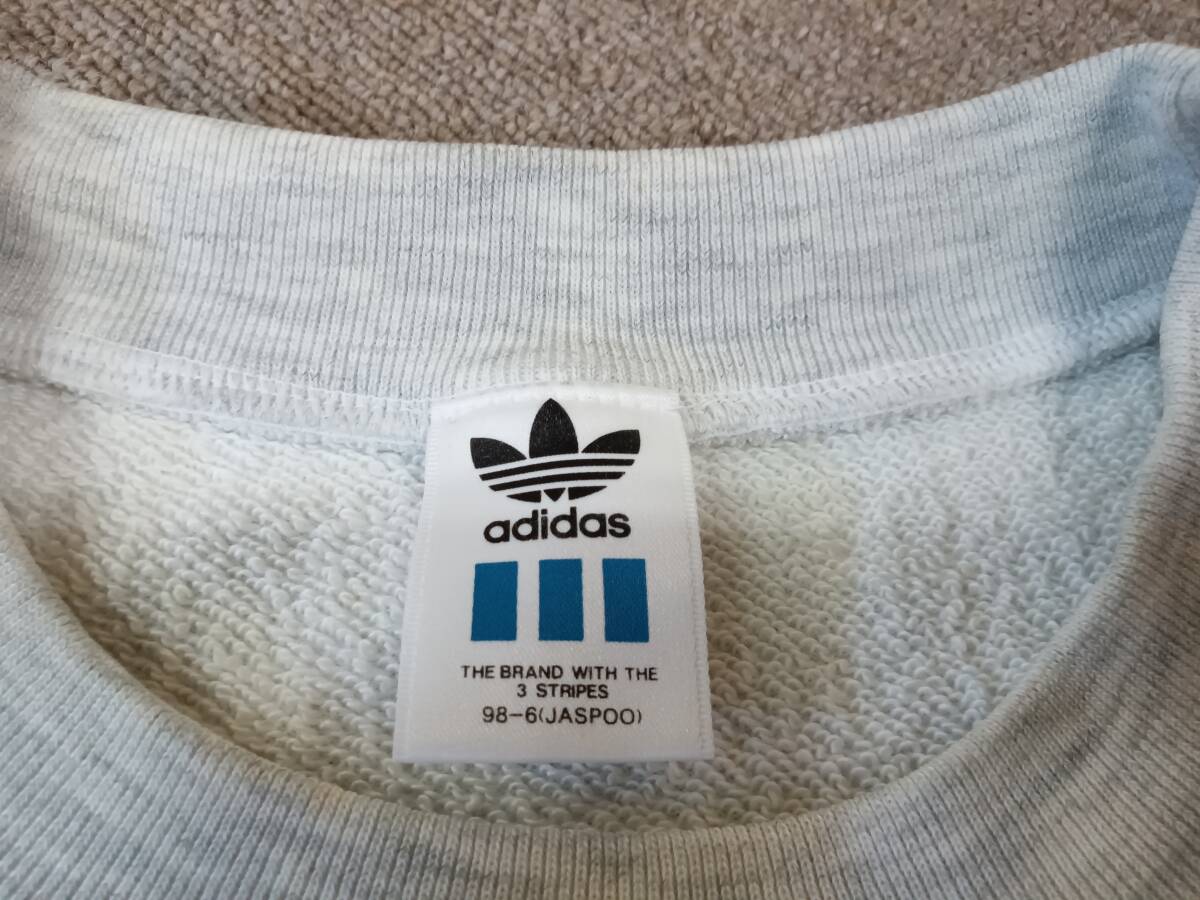 adidas
THE BRAND WITH THE
3 STRIPES
98-6(JASPOO)